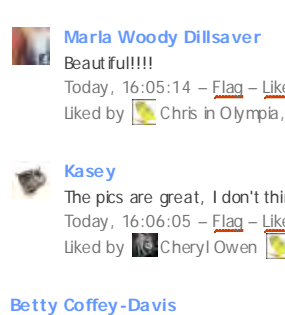 Marla Woody Dillsaver
Beautiful!!!!
Today, 16:05:14 – Flag – Like
Liked by Chris in Olympia,
Kasey
The pics are great, I don't thin
Today, 16:06:05 – Flag – Like
Liked by Cheryl Owen
Betty Coffey-Davis